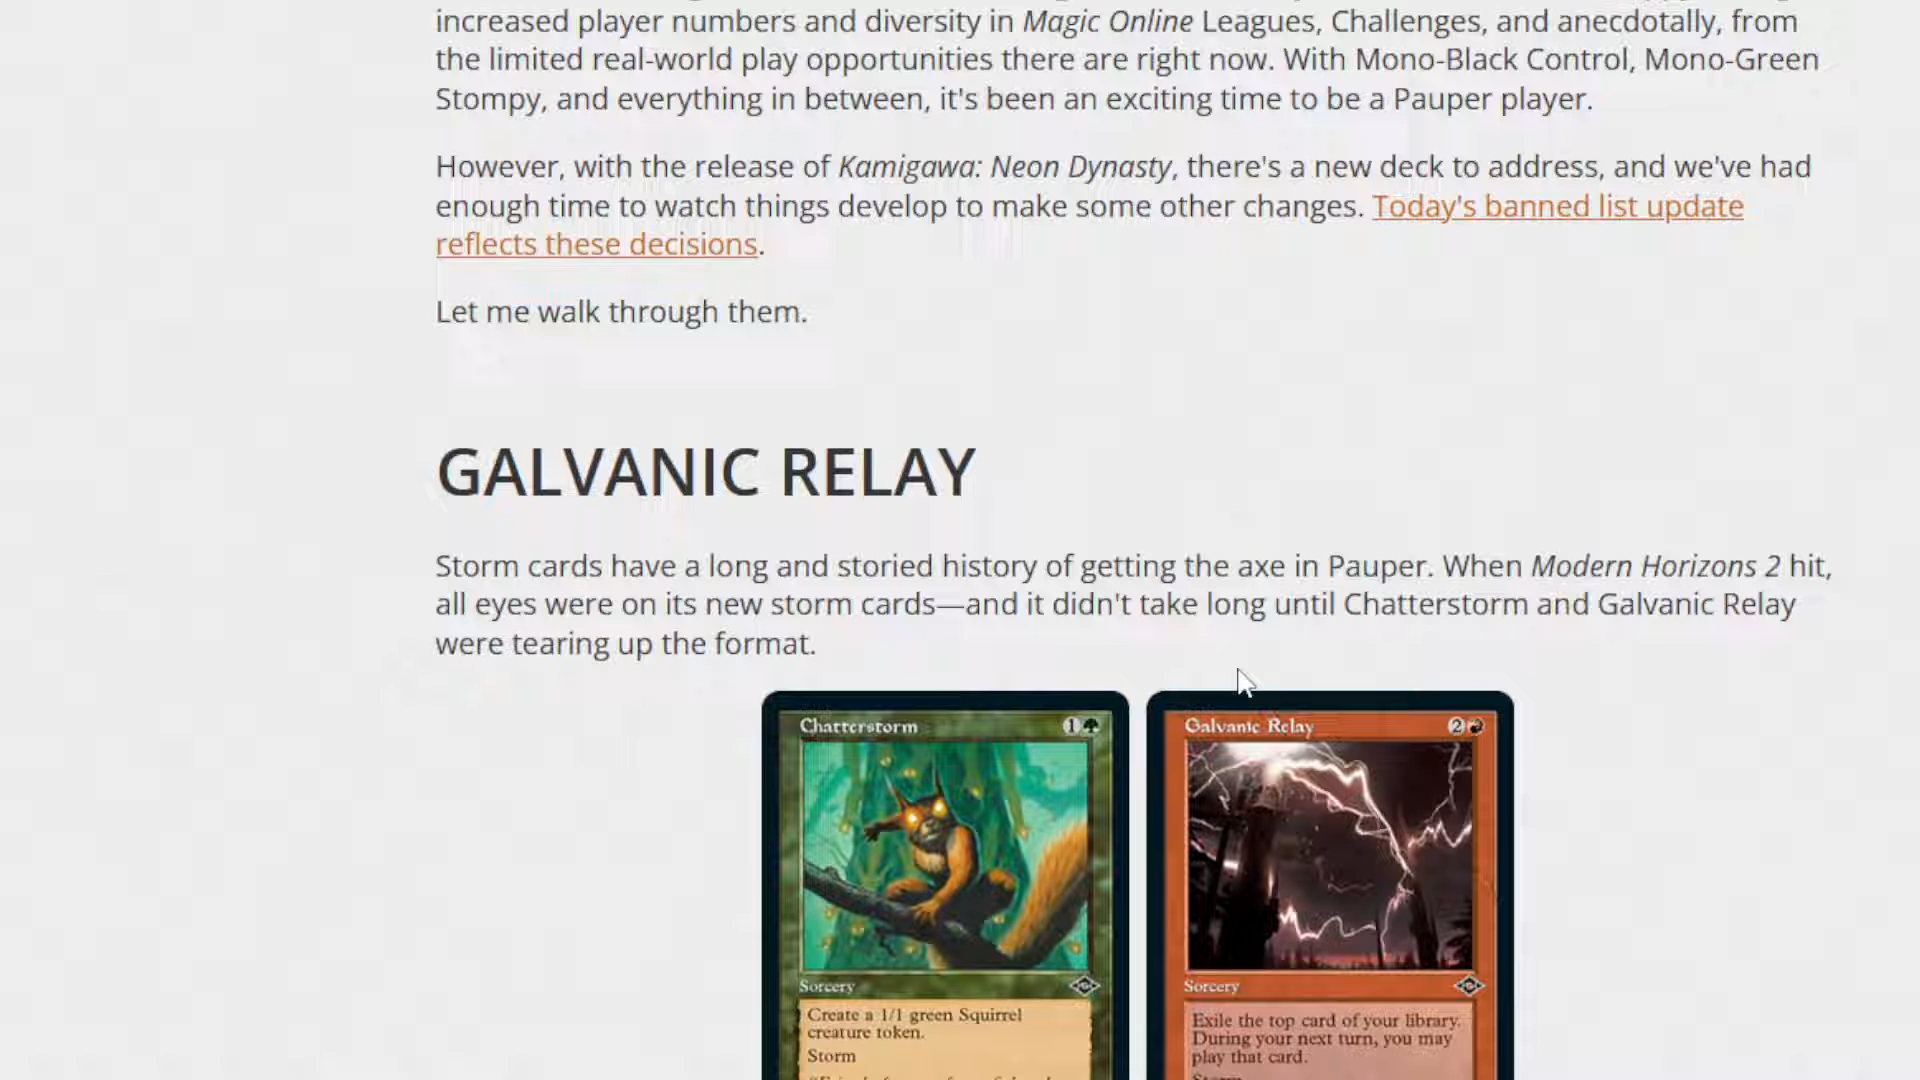 increased player numbers and diversity in Magic Online Leagues, Challenges, and anecdotally, from
the limited real-world play opportunities there are right now. With Mono-Black Control, Mono-Green
Stompy, and everything in between, it's been an exciting time to be a Pauper player.
However, with the release of Kamigawa: Neon Dynasty, there's a new deck to address, and we've had
enough time to watch things develop to make some other changes. Today's banned list update
reflects these decisions.
Let me walk through them.
GALVANIC RELAY
Storm cards have a long and storied history of getting the axe in Pauper. When Modern Horizons 2 hit,
all eyes were on its new storm cards—and it didn't take long until Chatterstorm and Galvanic Relay
were tearing up the format.
Chatterstorm 1
Sorcery
Create a 1/1 green Squirrel
creature token.
Storm
Galvanic Relay 2
Sorcery
Exile the top card of your library.
During your next turn, you may
play that card.
Storm